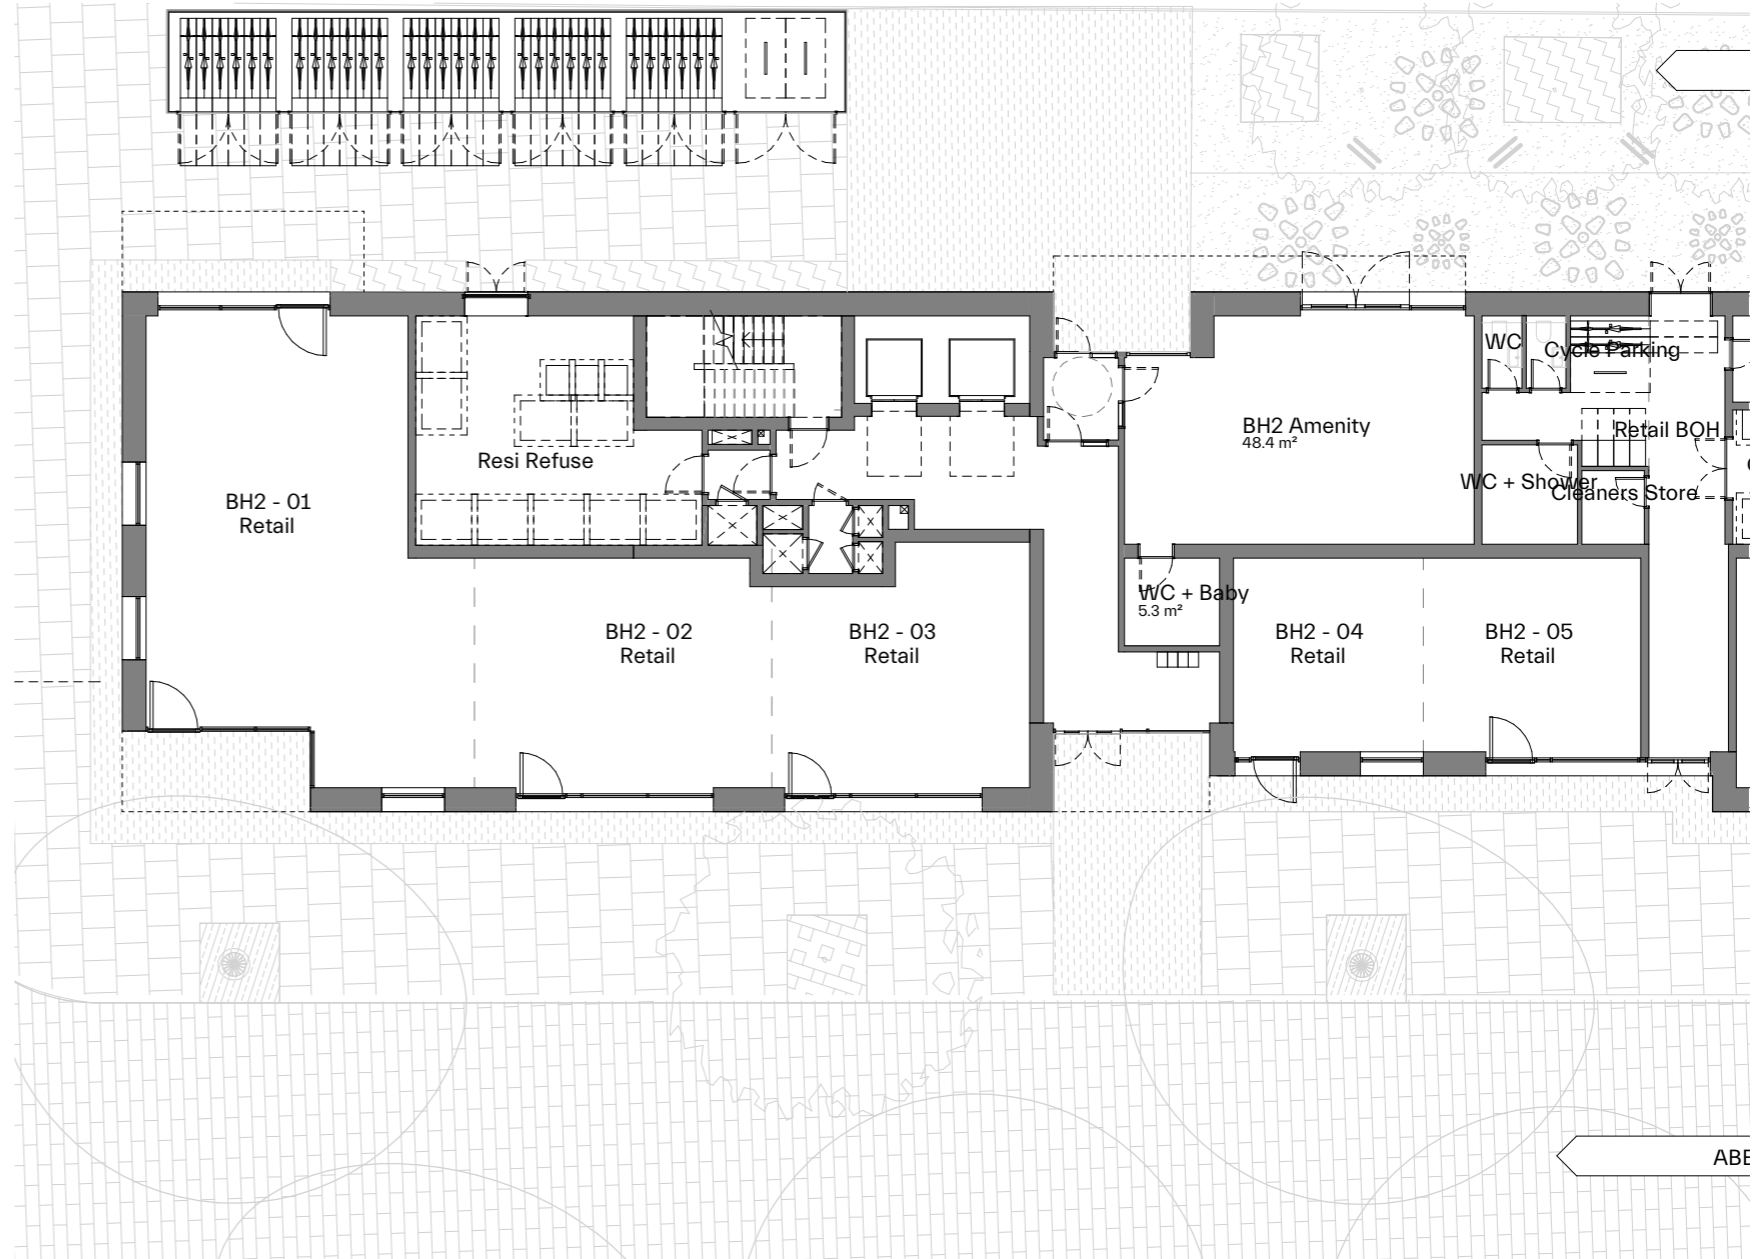 WC
Cycle Parking
BH2 Amenity
48.4 m²
Retail BOH
Resi Refuse
WC + Shower
Cleaners Store
BH2 - 01
Retail
WC + Baby
5.3 m²
BH2 - 02
Retail
BH2 - 03
Retail
BH2 - 04
Retail
BH2 - 05
Retail